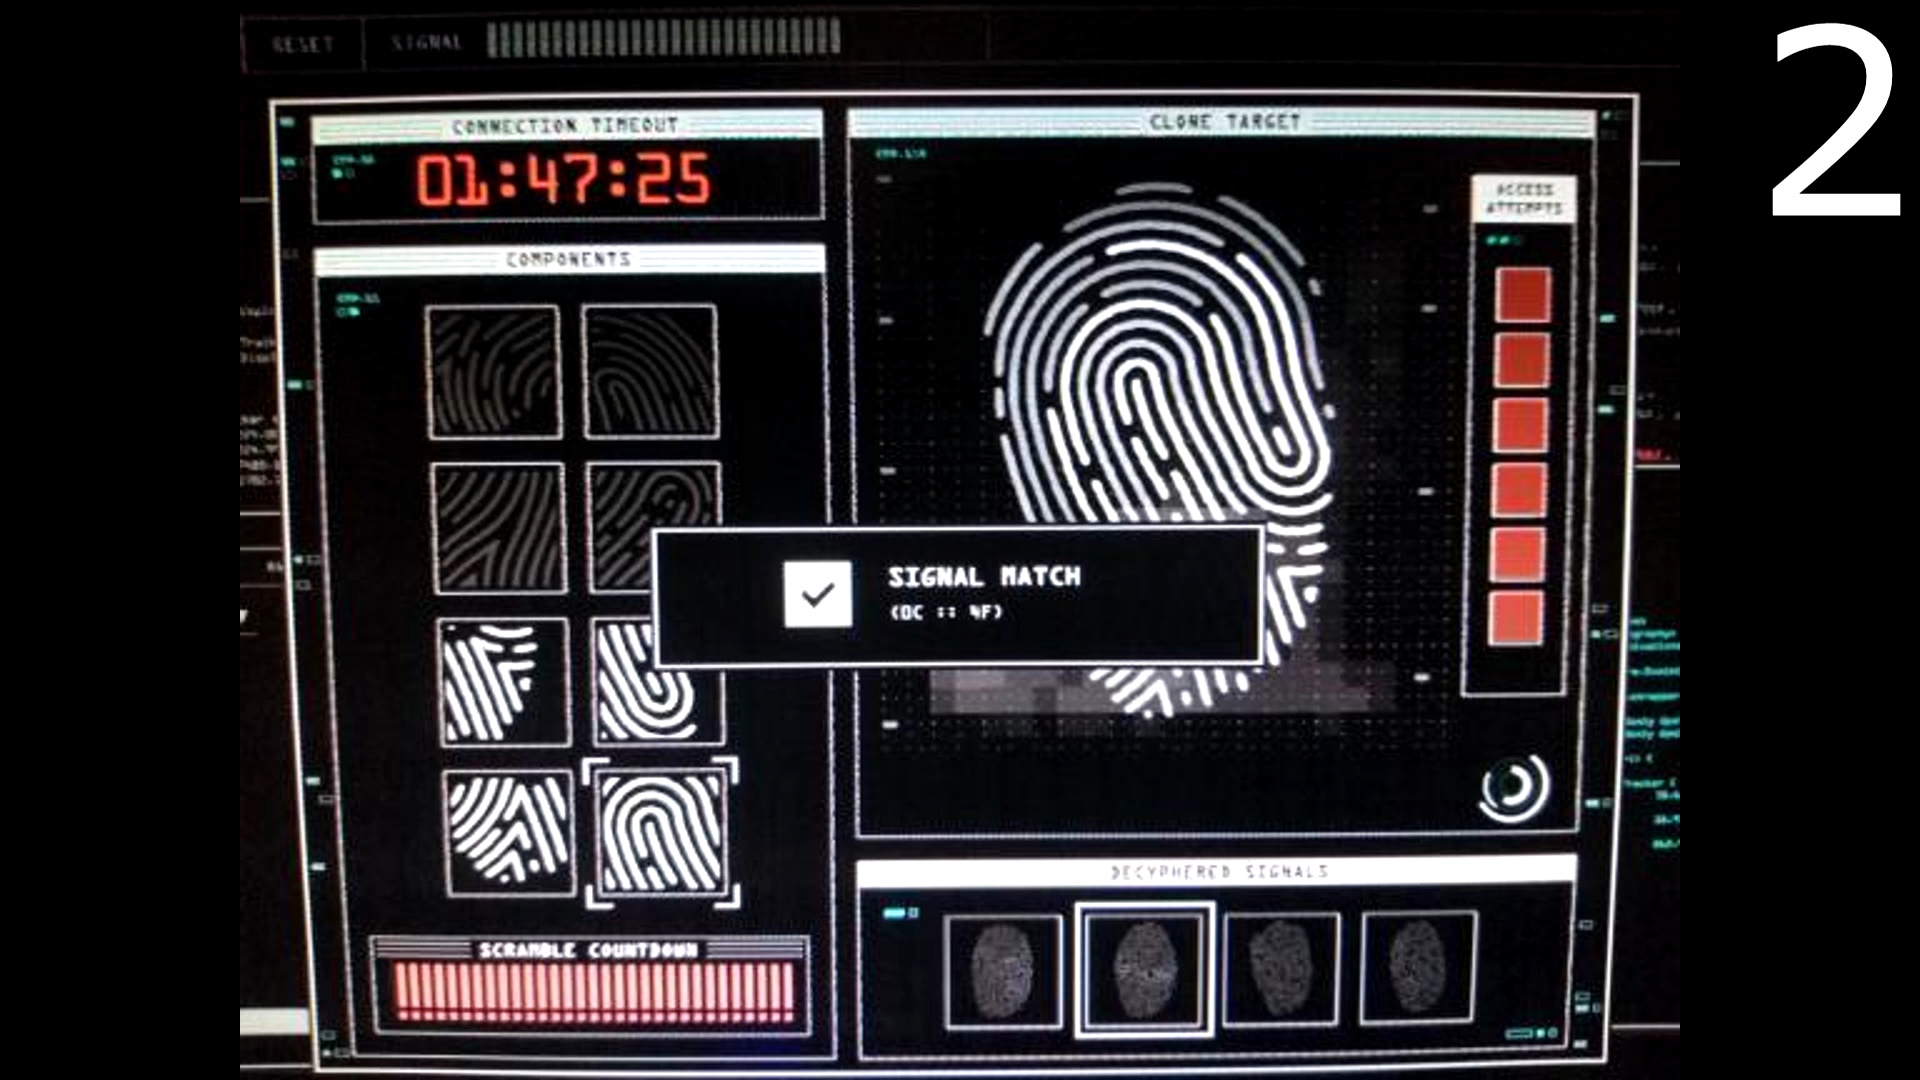 2
RESET
SIGNAL
CONNECTION TIMEOUT
01:47:25
COMPONENTS
CLONE TARGET
ACCESS
ATTEMPTS
SIGNAL MATCH
(0C :: 4F)
SCRAMBLE COUNTDOWN
DECYPHERED SIGNALS